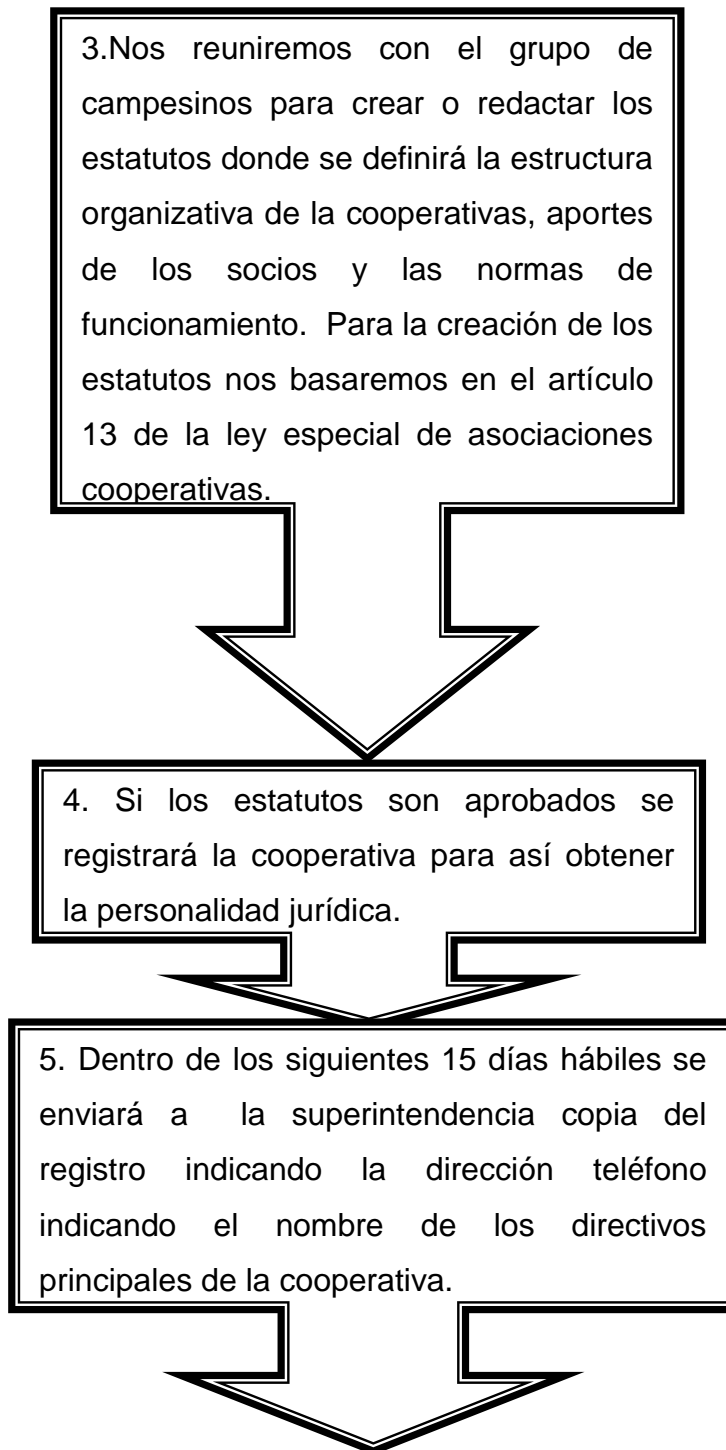 3.Nos reuniremos con el grupo de
campesinos para crear o redactar los
estatutos donde se definirá la estructura
organizativa de la cooperativas, aportes
de los socios y las normas de
funcionamiento. Para la creación de los
estatutos nos basaremos en el artículo
13 de la ley especial de asociaciones
cooperativas.
4. Si los estatutos son aprobados se
registrará la cooperativa para así obtener
la personalidad jurídica.
5. Dentro de los siguientes 15 días hábiles se
enviará a la superintendencia copia del
registro indicando la dirección teléfono
indicando el nombre de los directivos
principales de la cooperativa.